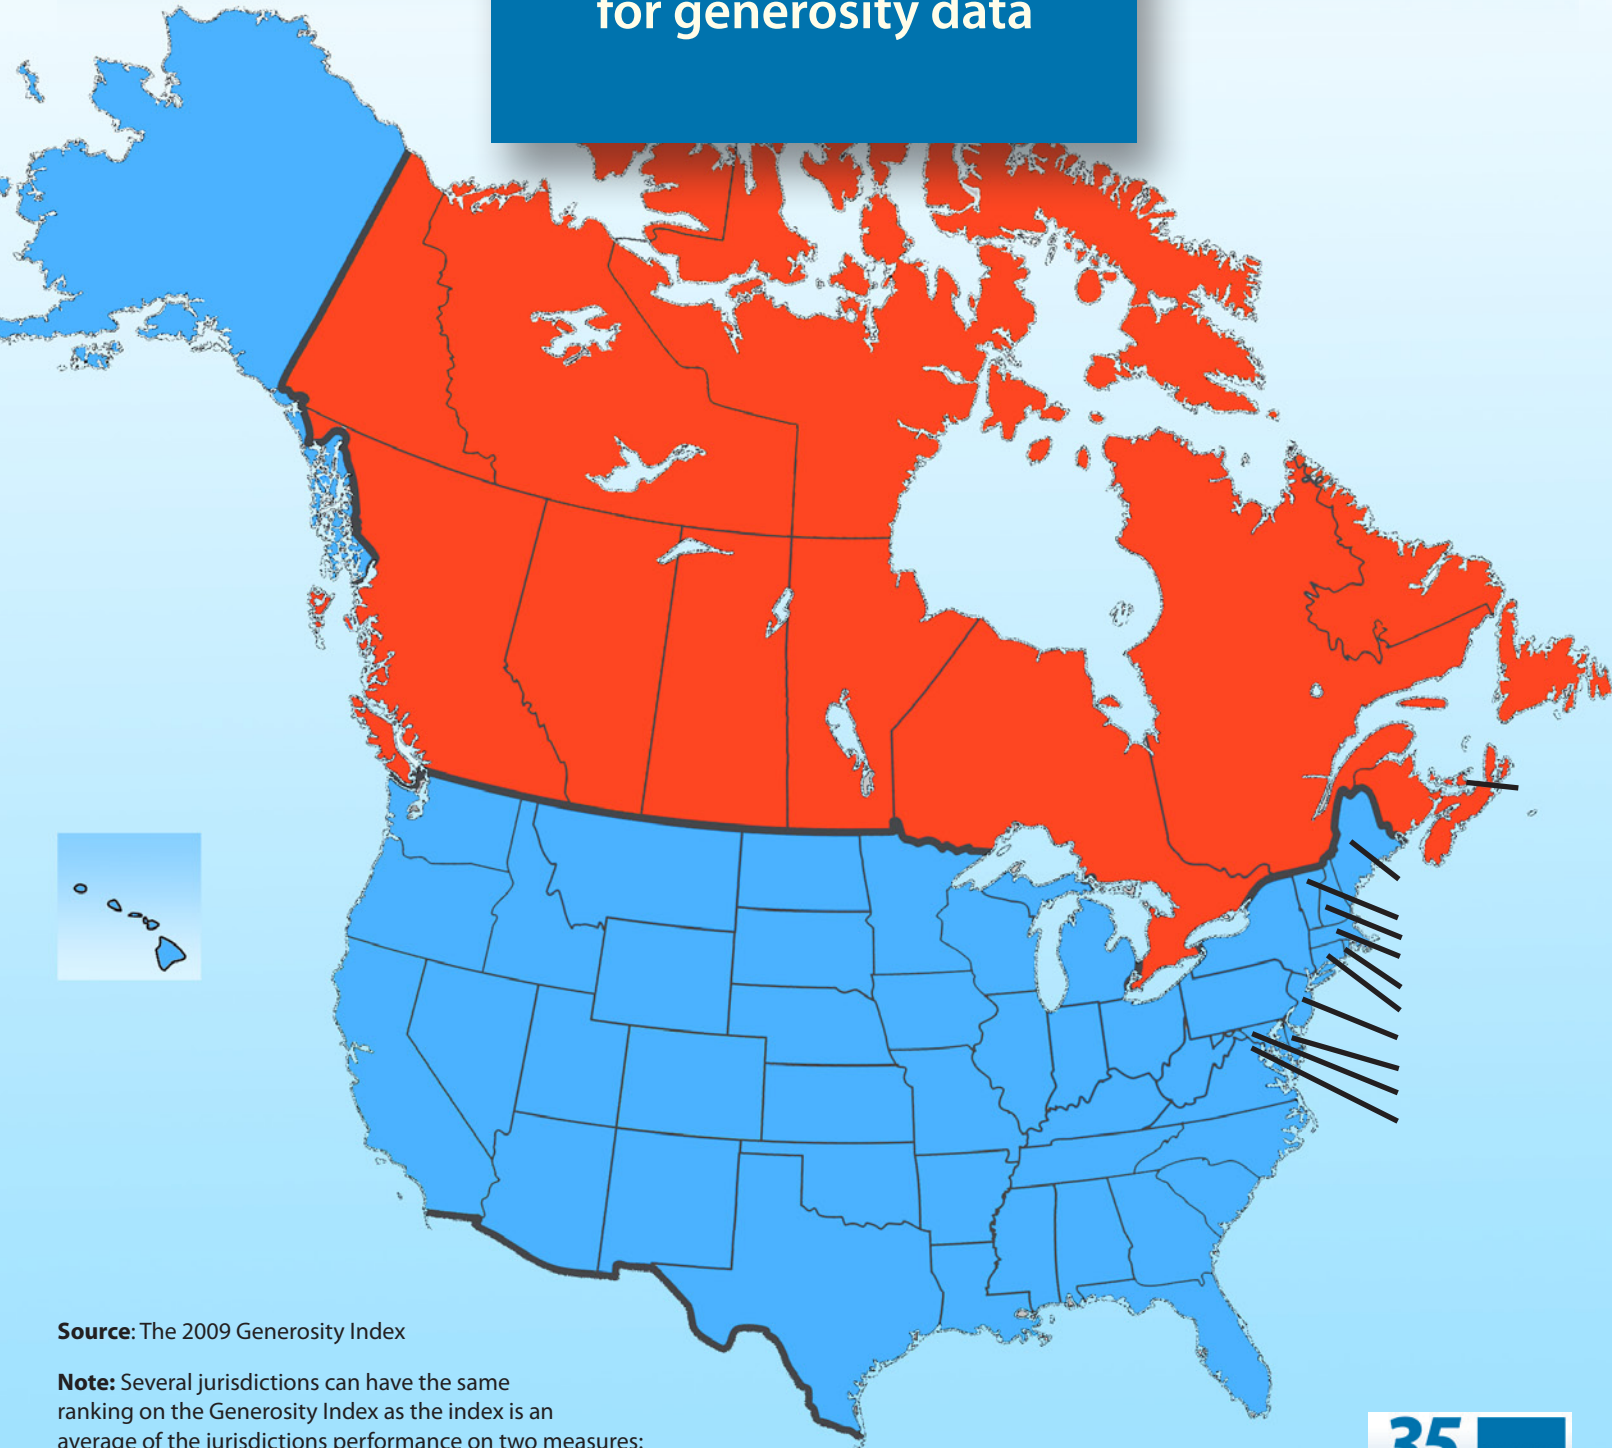 for generosity data
Source: The 2009 Generosity Index
Note: Several jurisdictions can have the same
ranking on the Generosity Index as the index is an
average of the jurisdictions performance on two measures:
35